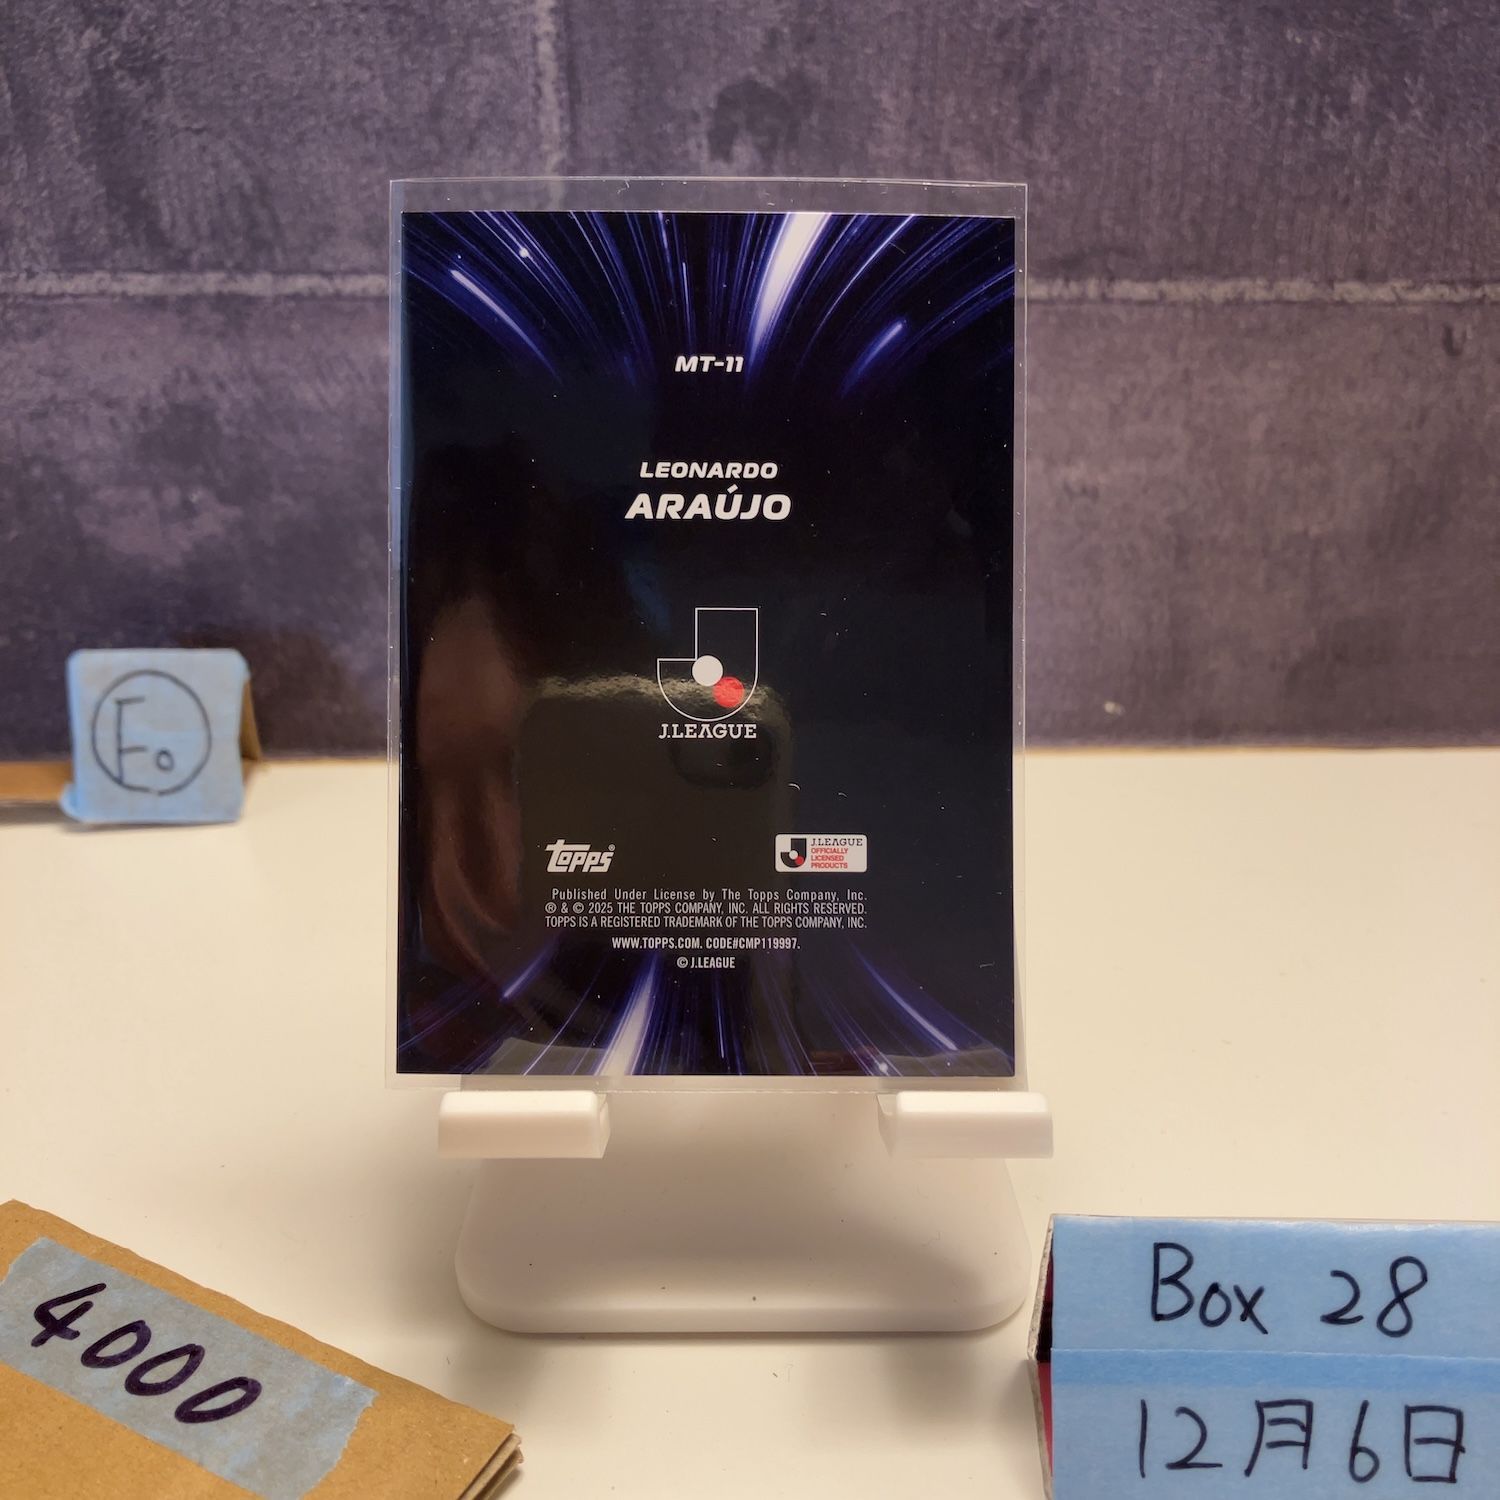 MT-11
LEONARDO
ARAÚJO
J.LEAGUE
topps®
J.LEAGUE
OFFICIALLY
LICENSED
PRODUCTS
Published Under License by The Topps Company, Inc.
® & © 2025 THE TOPPS COMPANY, INC. ALL RIGHTS RESERVED.
TOPPS IS A REGISTERED TRADEMARK OF THE TOPPS COMPANY, INC.
WWW.TOPPS.COM. CODE#CMP119997.
© J.LEAGUE
Eo
4000
Box 28
12月6日